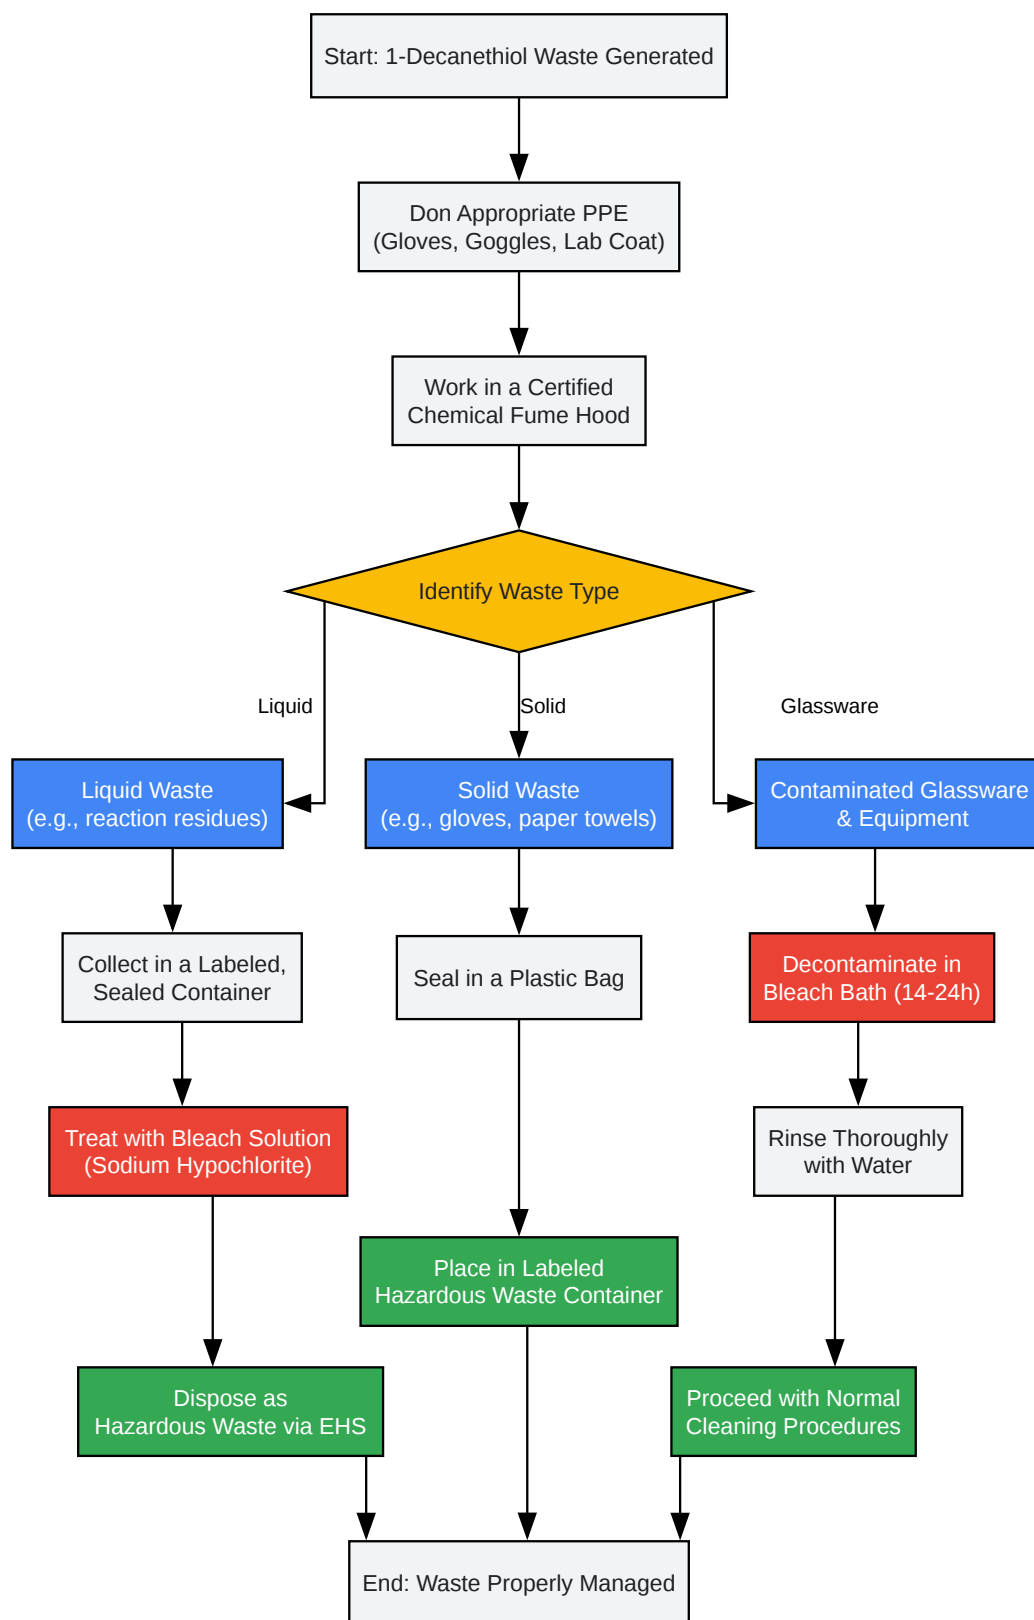 Start: 1-Decanethiol Waste Generated
Don Appropriate PPE
(Gloves, Goggles, Lab Coat)
Work in a Certified
Chemical Fume Hood
Identify Waste Type
Liquid
Solid
Glassware
Liquid Waste
(e.g., reaction residues)
Solid Waste
(e.g., gloves, paper towels)
Contaminated Glassware
& Equipment
Collect in a Labeled,
Sealed Container
Seal in a Plastic Bag
Decontaminate in
Bleach Bath (14-24h)
Treat with Bleach Solution
(Sodium Hypochlorite)
Rinse Thoroughly
with Water
Place in Labeled
Hazardous Waste Container
Dispose as
Hazardous Waste via EHS
Proceed with Normal
Cleaning Procedures
End: Waste Properly Managed